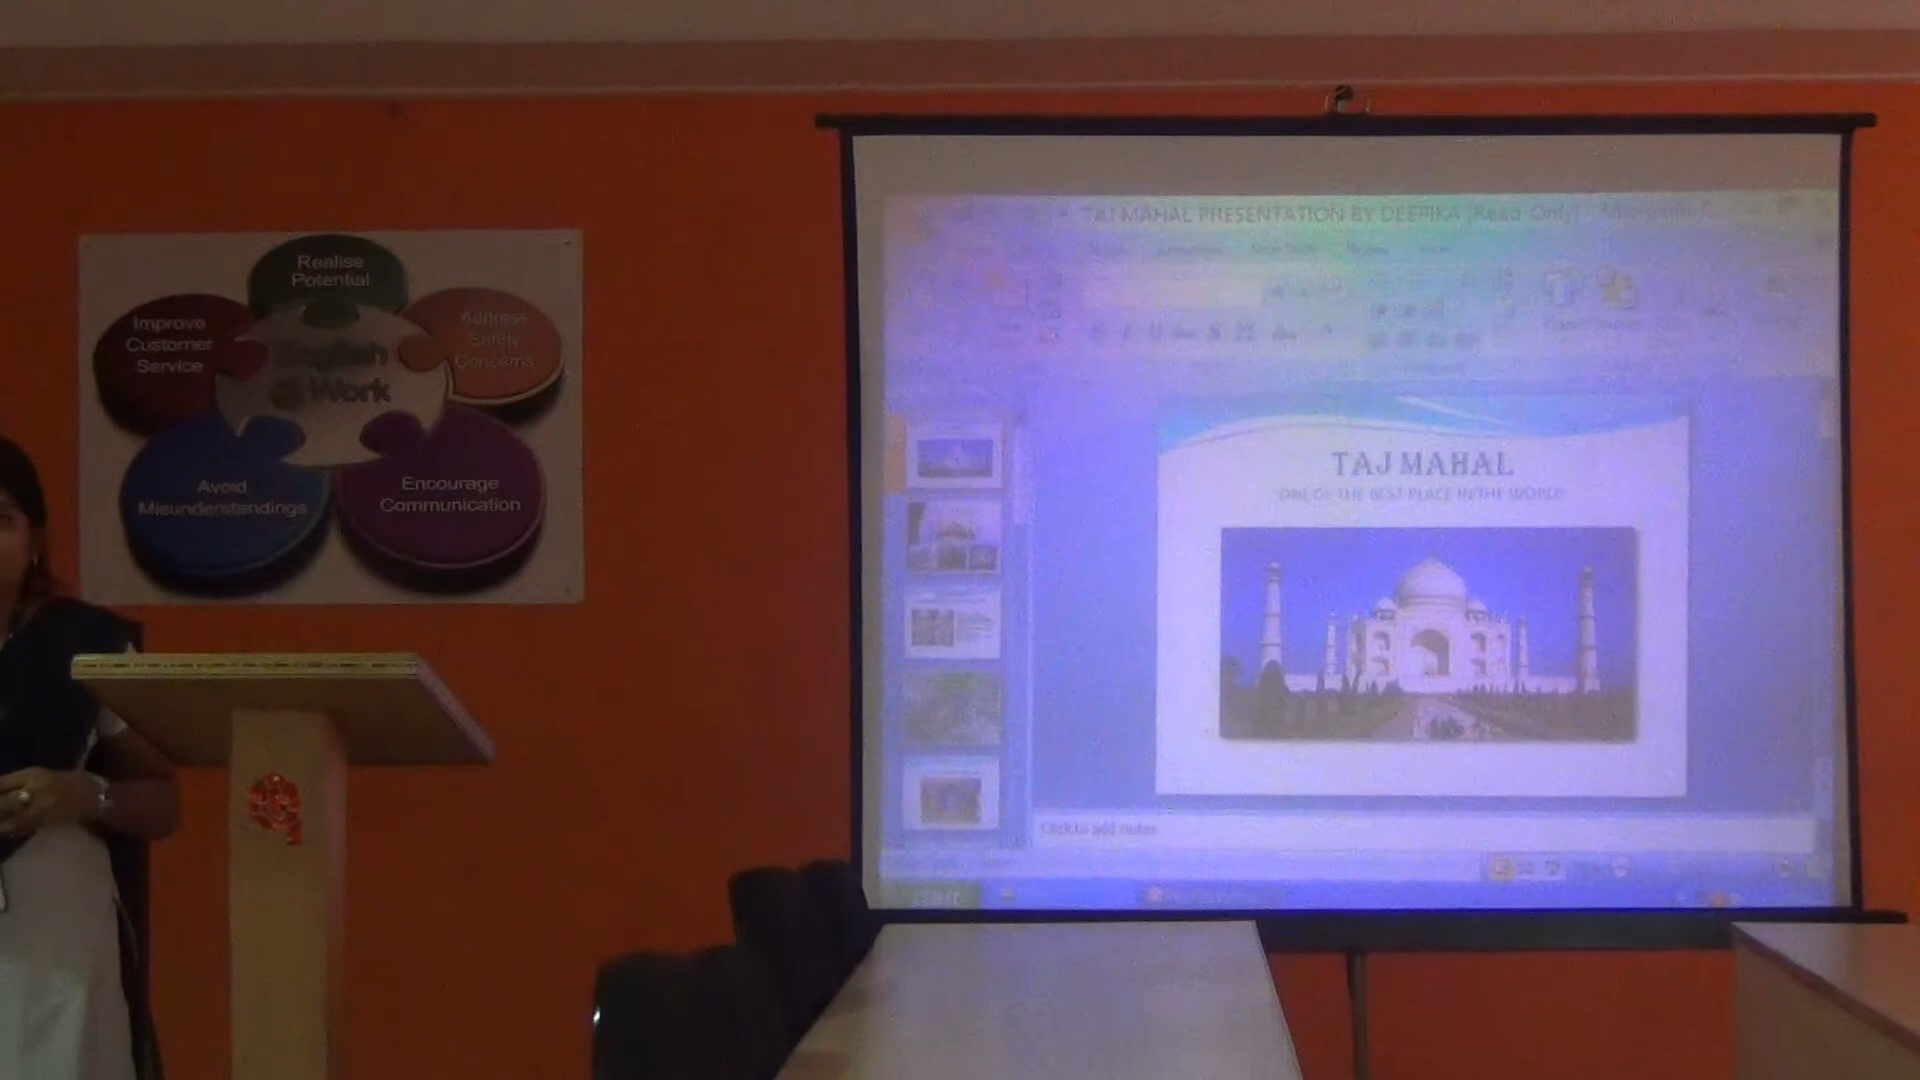 Realise
Potential
Improve
Customer
Service
Address
Safety
Concerns
English
@ Work
Avoid
Misunderstandings
Encourage
Communication
TAJ MAHAL PRESENTATION BY DEEPIKA [Read-Only] - Microsoft
TAJ MAHAL
ONE OF THE BEST PLACE IN THE WORLD
Click to add notes